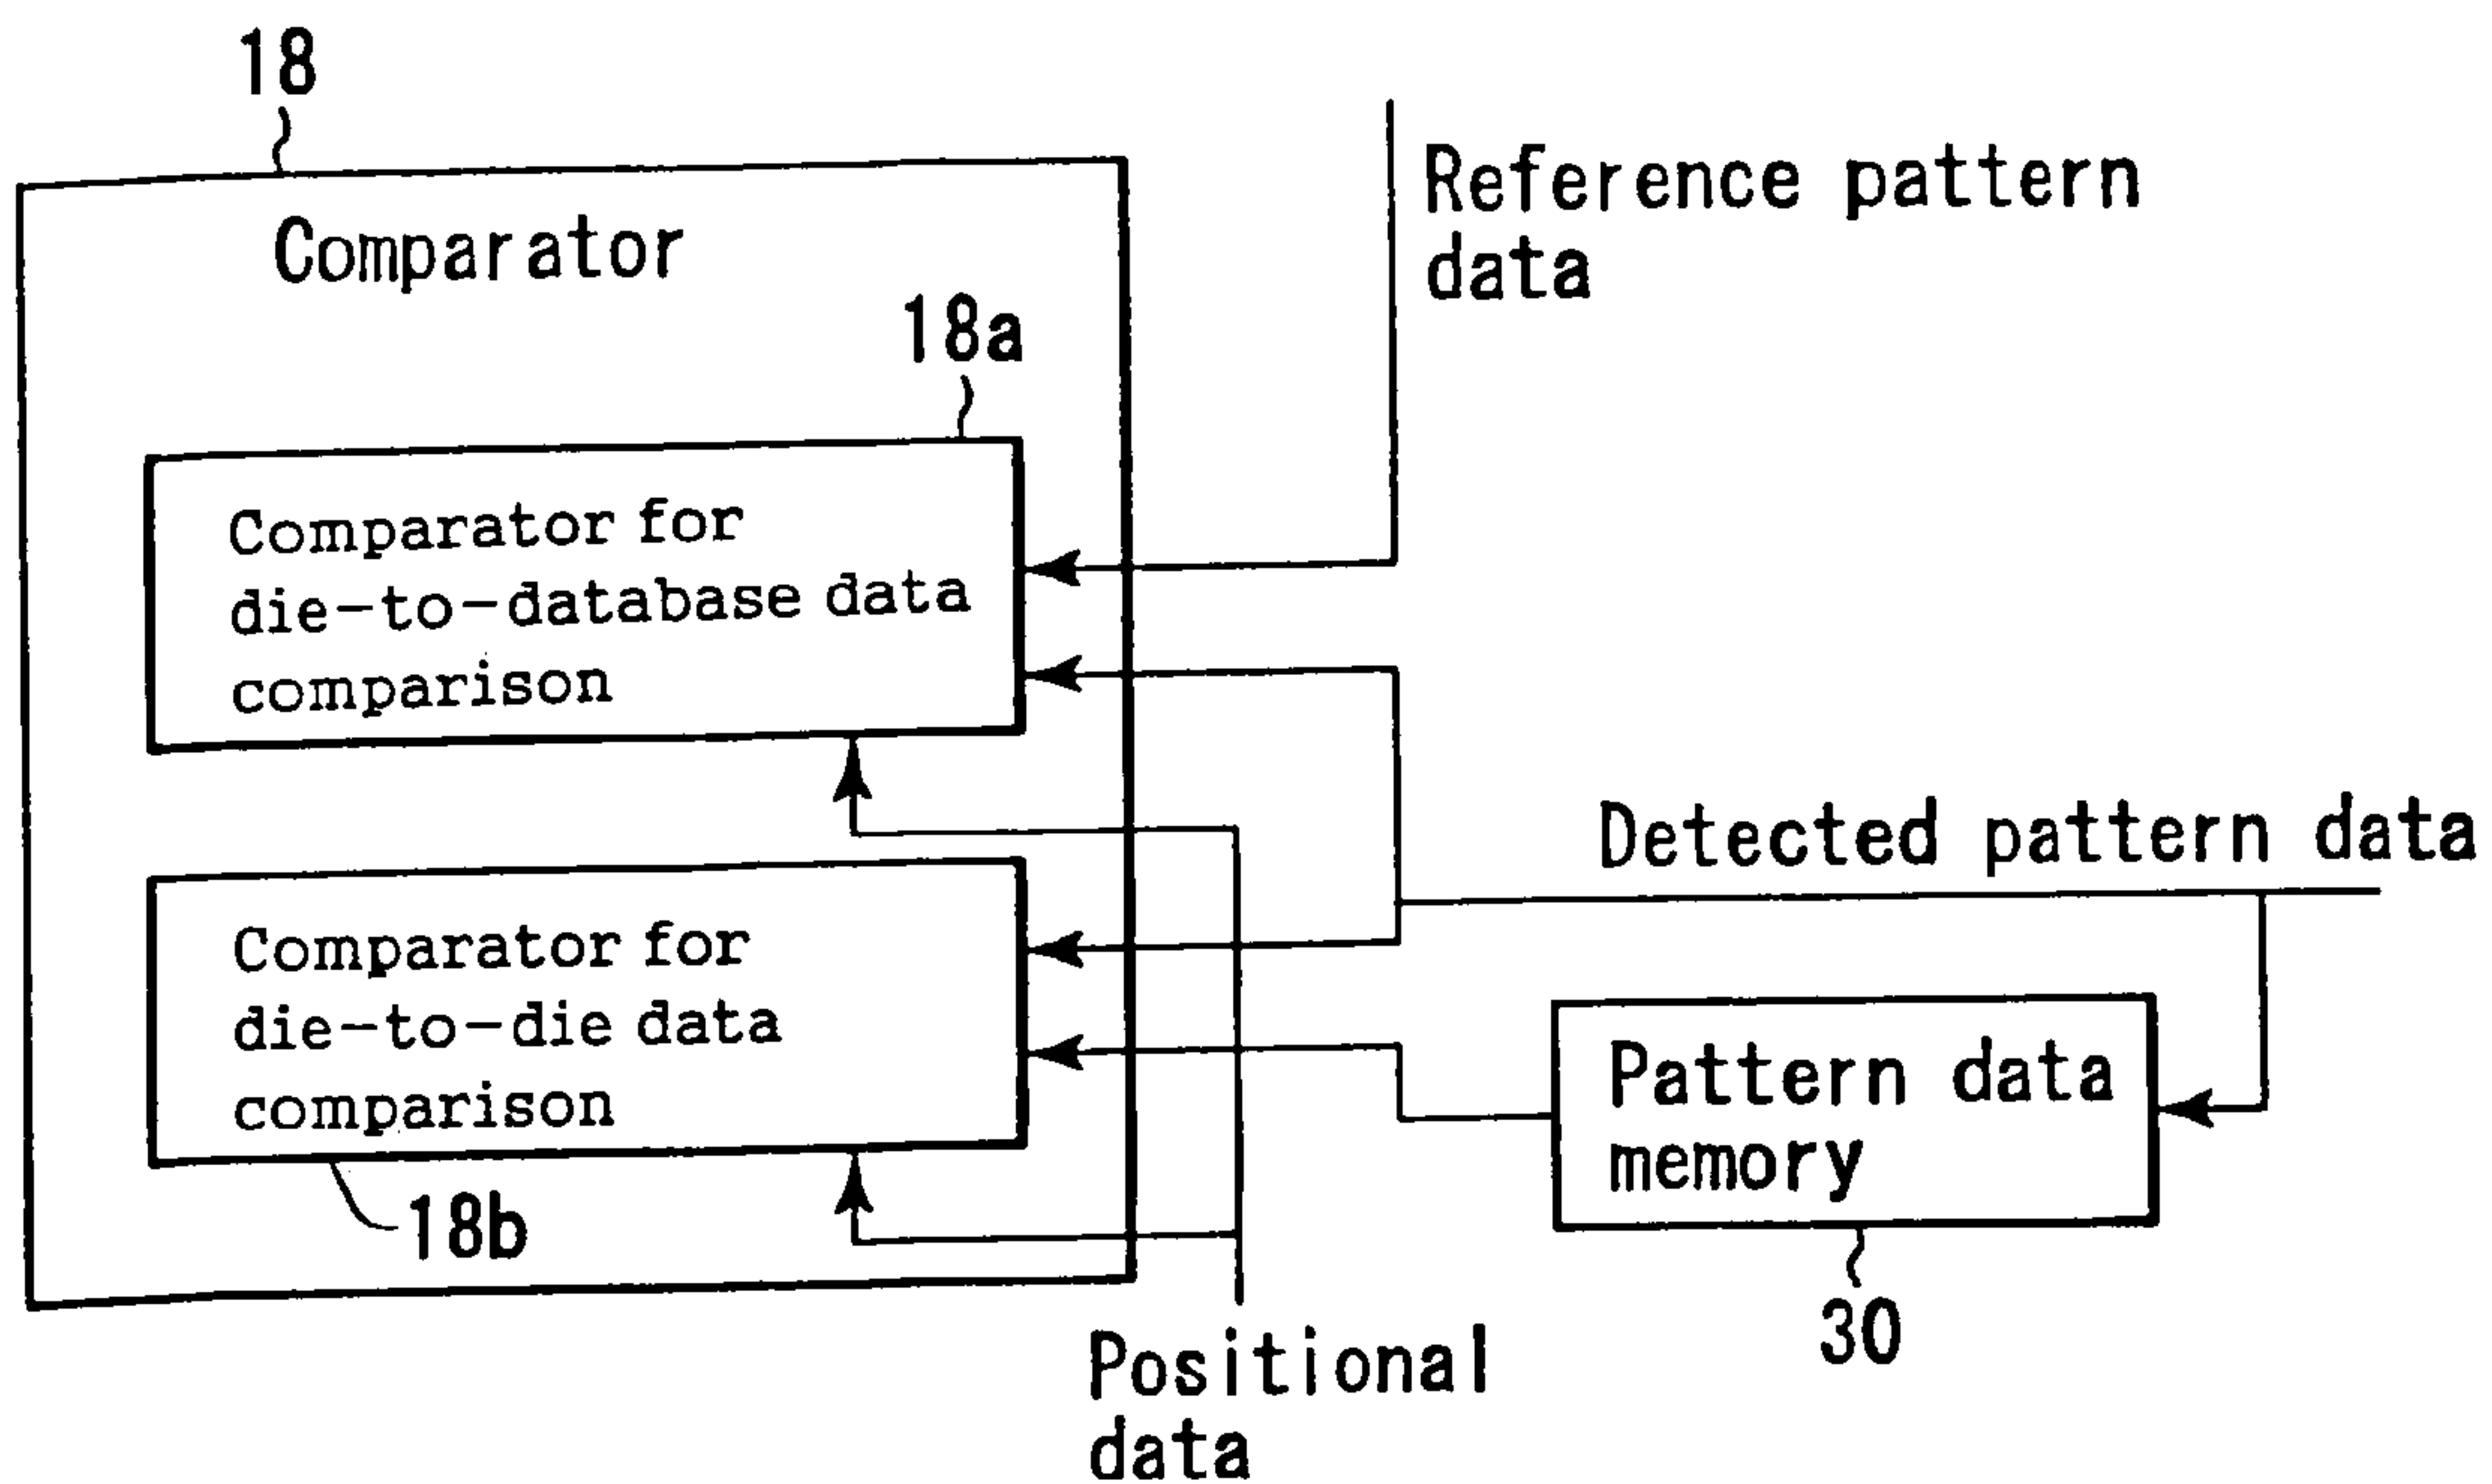 18
Comparator
Reference pattern
data
18a
Comparator for
die-to-database data
comparison
Detected pattern data
Comparator for
die-to-die data
comparison
Pattern data
memory
18b
30
Positional
data